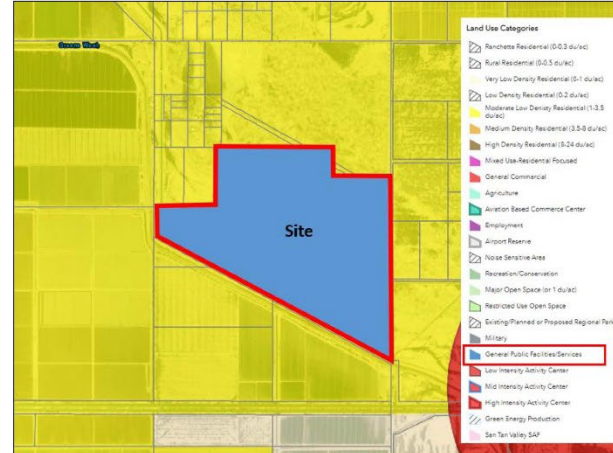 Queen West
Site
Land Use Categories
Ranchette Residential (0-0.3 du/ac)
Rural Residential (0-0.5 du/ac)
Very Low Density Residential (0-1 du/ac)
Low Density Residential (0-2 du/ac)
Moderate Low Density Residential (1-3.5
du/ac)
Medium Density Residential (3.5-8 du/ac)
High Density Residential (8-24 du/ac)
Mixed Use-Residential Focused
General Commercial
Agriculture
Aviation Based Commerce Center
Employment
Airport Reserve
Noise Sensitive Area
Recreation/Conservation
Major Open Space (or 1 du/ac)
Restricted Use Open Space
Existing/Planned or Proposed Regional Park
Military
General Public Facilities/Services
Low Intensity Activity Center
Mid Intensity Activity Center
High Intensity Activity Center
Green Energy Production
San Tan Valley SAP